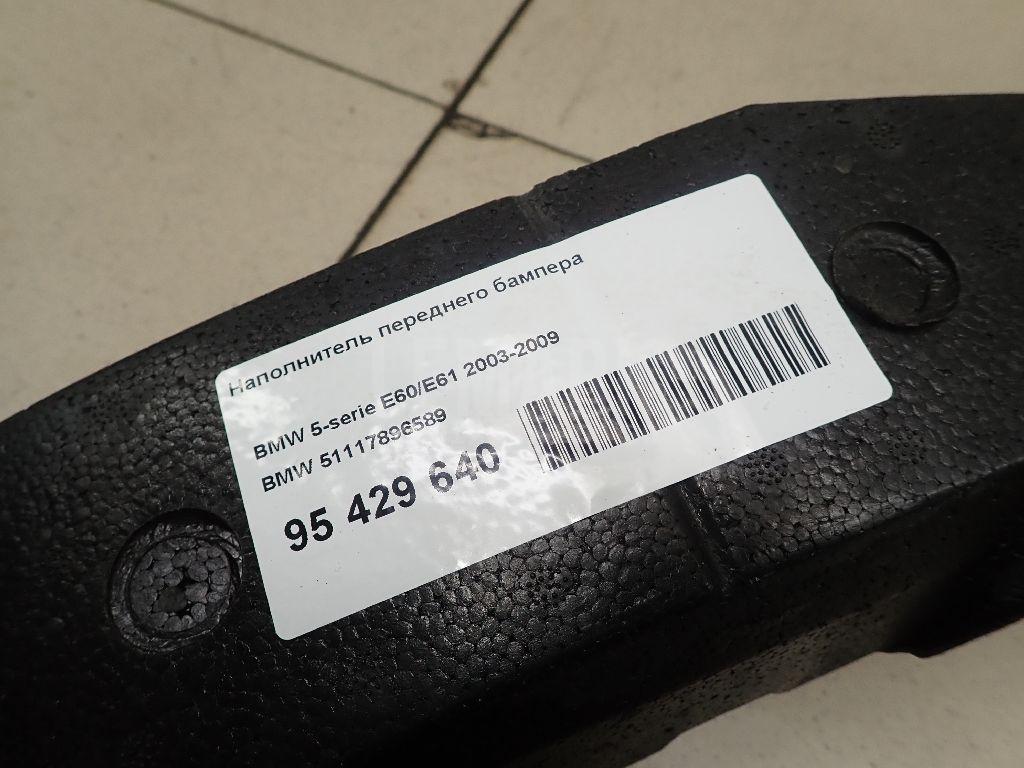 Наполнитель переднего бампера
BMW 5-serie E60/E61 2003-2009
BMW 51117896589
95 429 640